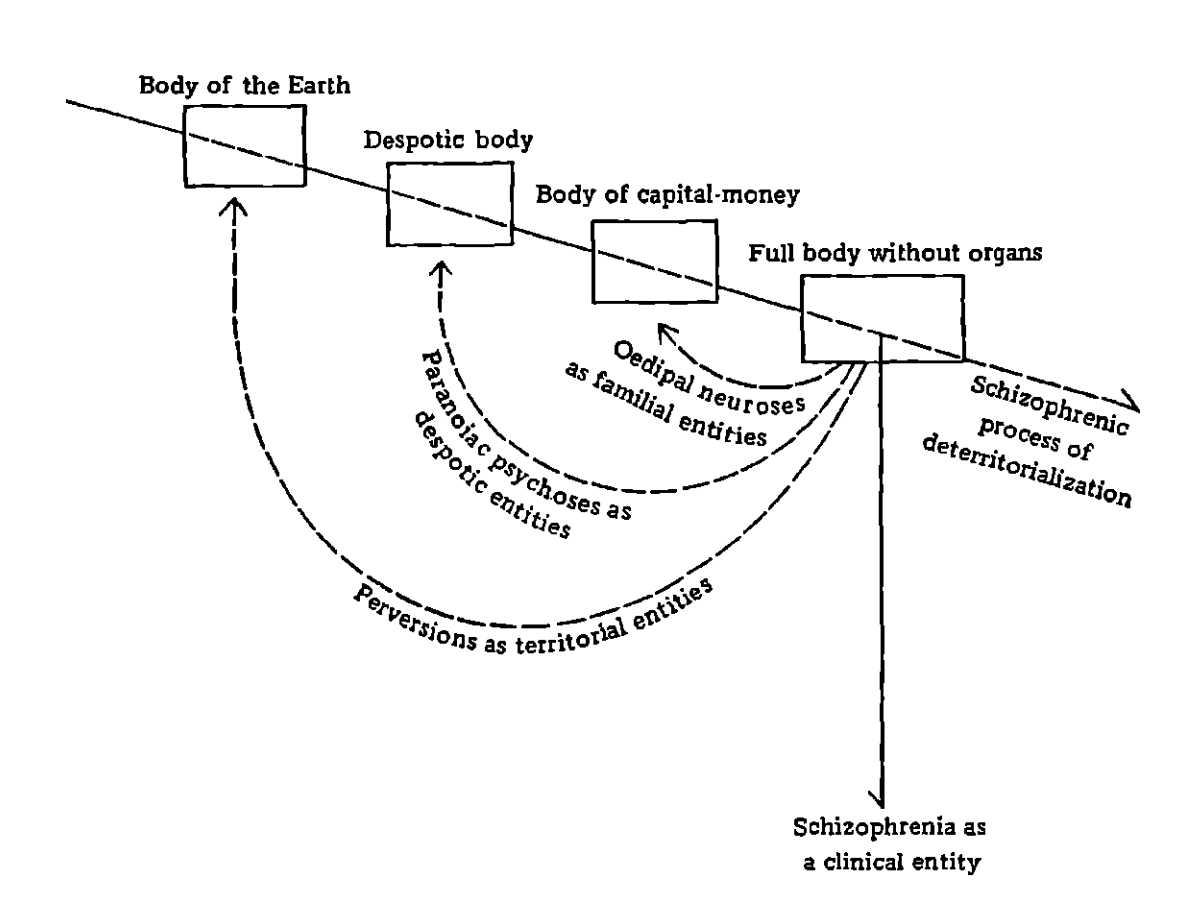 Body of the Earth
Despotic body
Body of capital-money
Full body without organs
Oedipal neuroses
as familial entities
Schizophrenic
process of
deterritorialization
Paranoiac psychoses as
despotic entities
Perversions as territorial entities
Schizophrenia as
a clinical entity